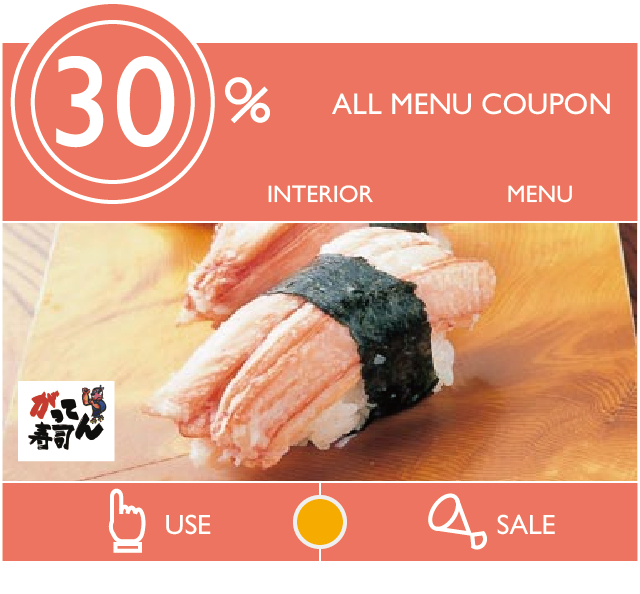 30%
ALL MENU COUPON
INTERIOR
MENU
がってん
寿司
USE
SALE